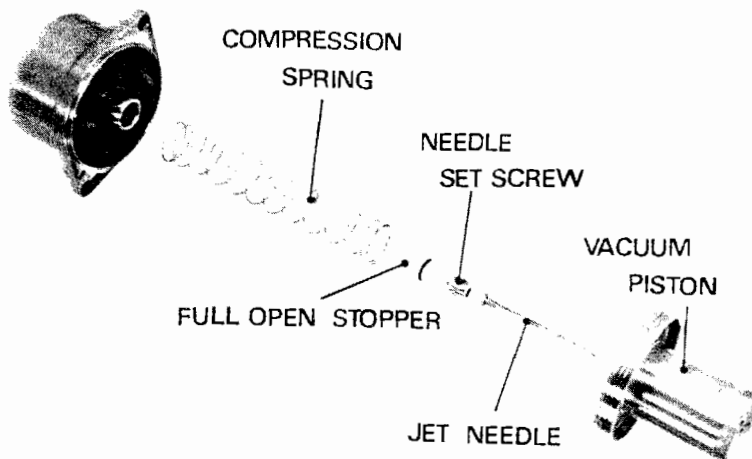 COMPRESSION
SPRING
NEEDLE
SET SCREW
VACUUM
PISTON
FULL OPEN STOPPER
JET NEEDLE